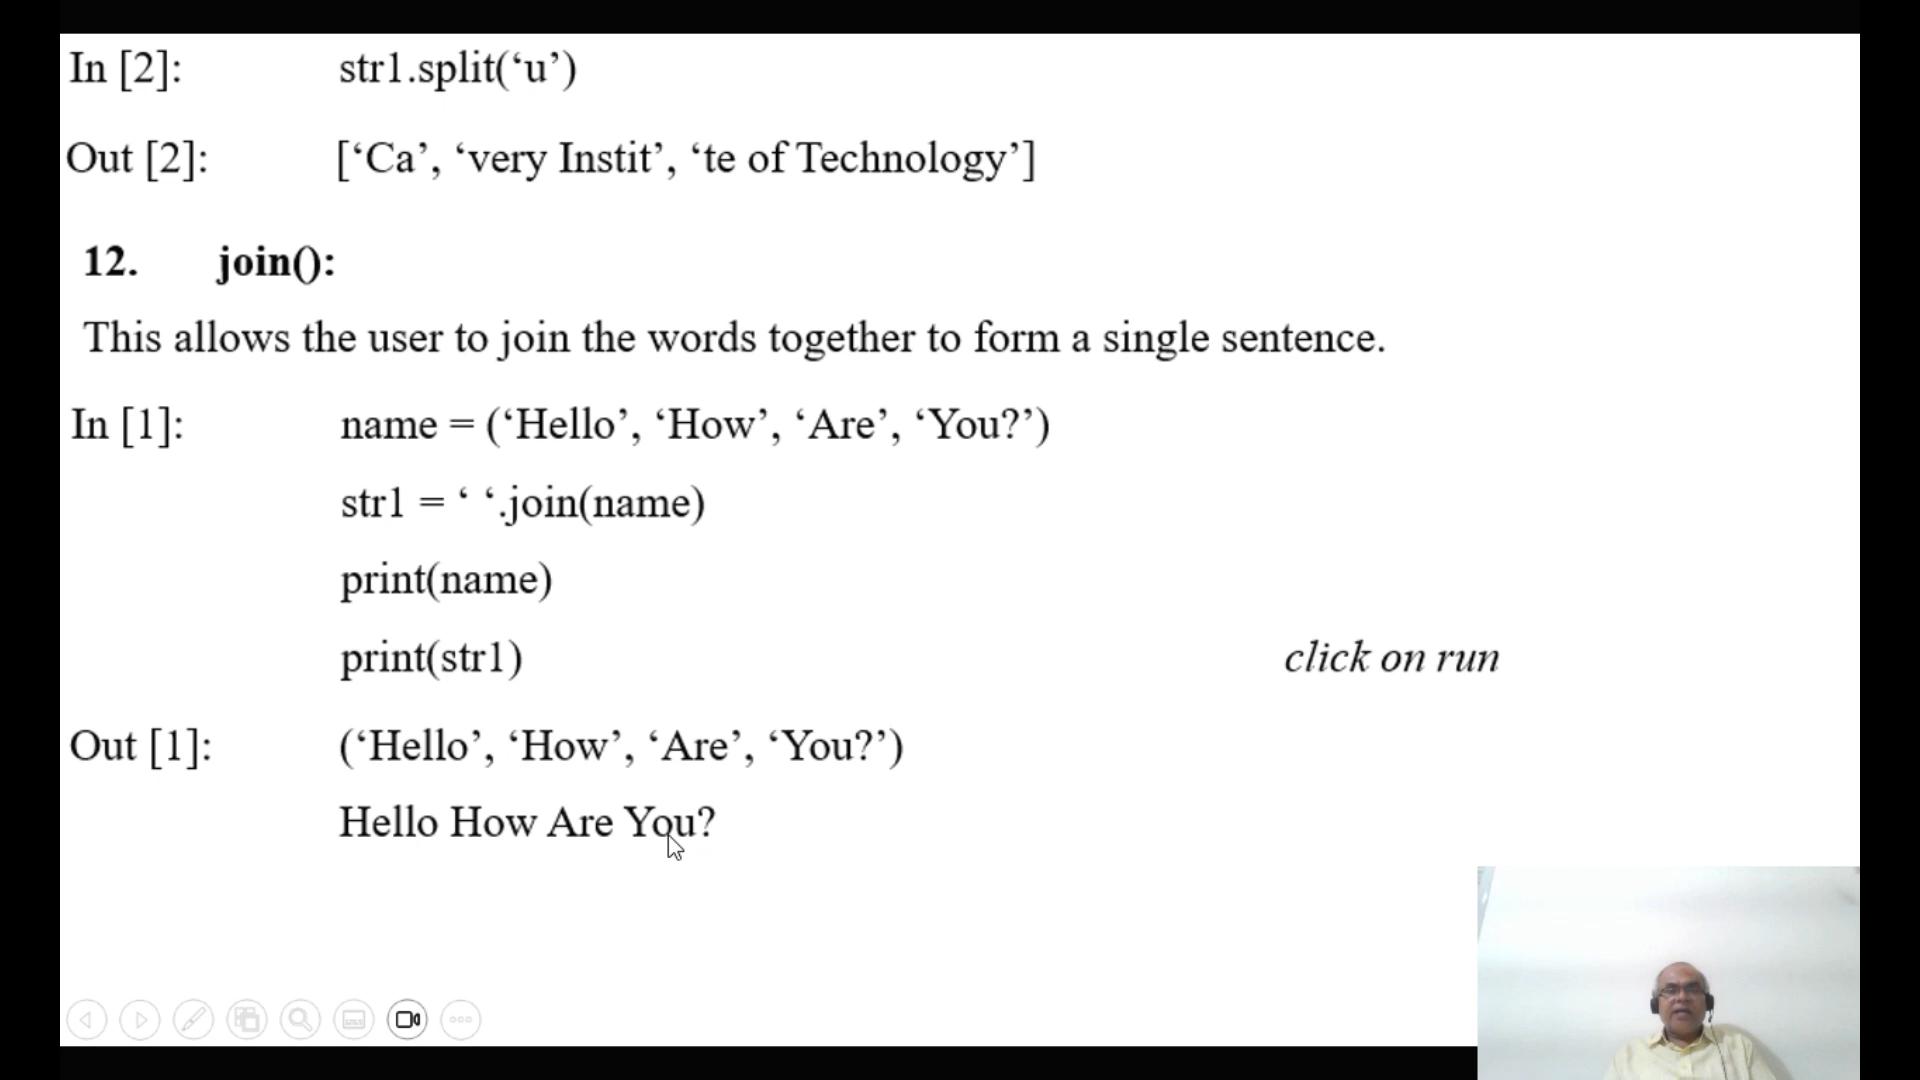 In [2]: str1.split(‘u’)
Out [2]: [‘Ca’, ‘very Instit’, ‘te of Technology’]
12. join():
This allows the user to join the words together to form a single sentence.
In [1]: name = (‘Hello’, ‘How’, ‘Are’, ‘You?’)
str1 = ‘ ‘.join(name)
print(name)
print(str1) click on run
Out [1]: (‘Hello’, ‘How’, ‘Are’, ‘You?’)
Hello How Are You?